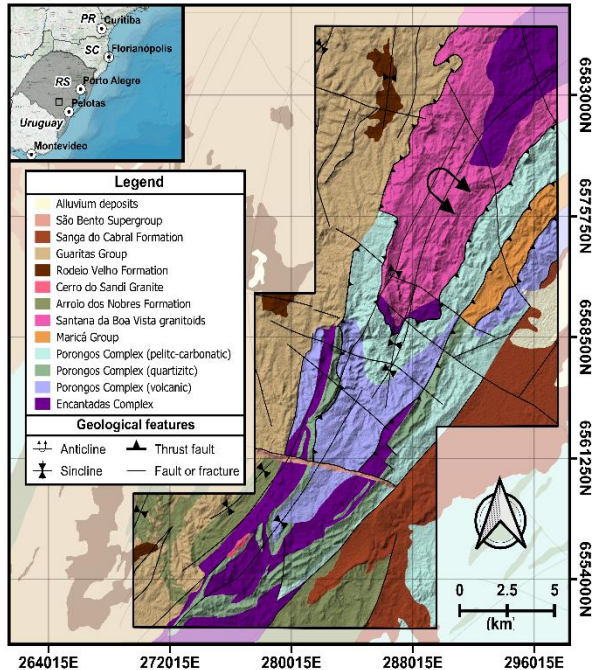 PR
Curitiba
SC
Florianópolis
RS
Porto Alegre
Pelotas
Uruguay
Montevideo
Legend
Alluvium deposits
São Bento Supergroup
Sanga do Cabral Formation
Guaritas Group
Rodeio Velho Formation
Cerro do Sandi Granite
Arroio dos Nobres Formation
Santana da Boa Vista granitoids
Maricá Group
Porongos Complex (pelitc-carbonatic)
Porongos Complex (quartizitc)
Porongos Complex (volcanic)
Encantadas Complex
Geological features
Anticline
Thrust fault
Sincline
Fault or fracture
6583000N
6575750N
6568500N
6561250N
6554000N
0 2.5 5
(km)
264015E 272015E 280015E 288015E 296015E